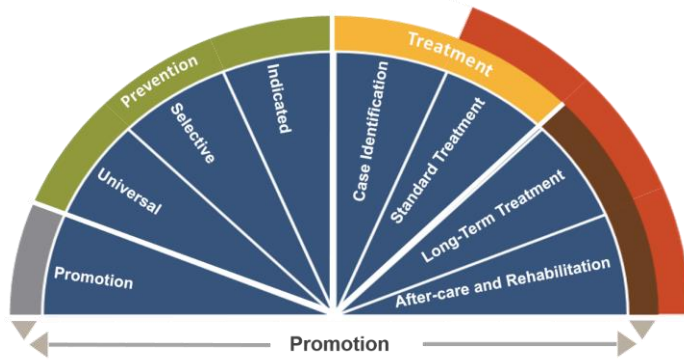 Prevention
Treatment
Promotion
Universal
Selective
Indicated
Case Identification
Standard Treatment
Long-Term Treatment
After-care and Rehabilitation
Promotion